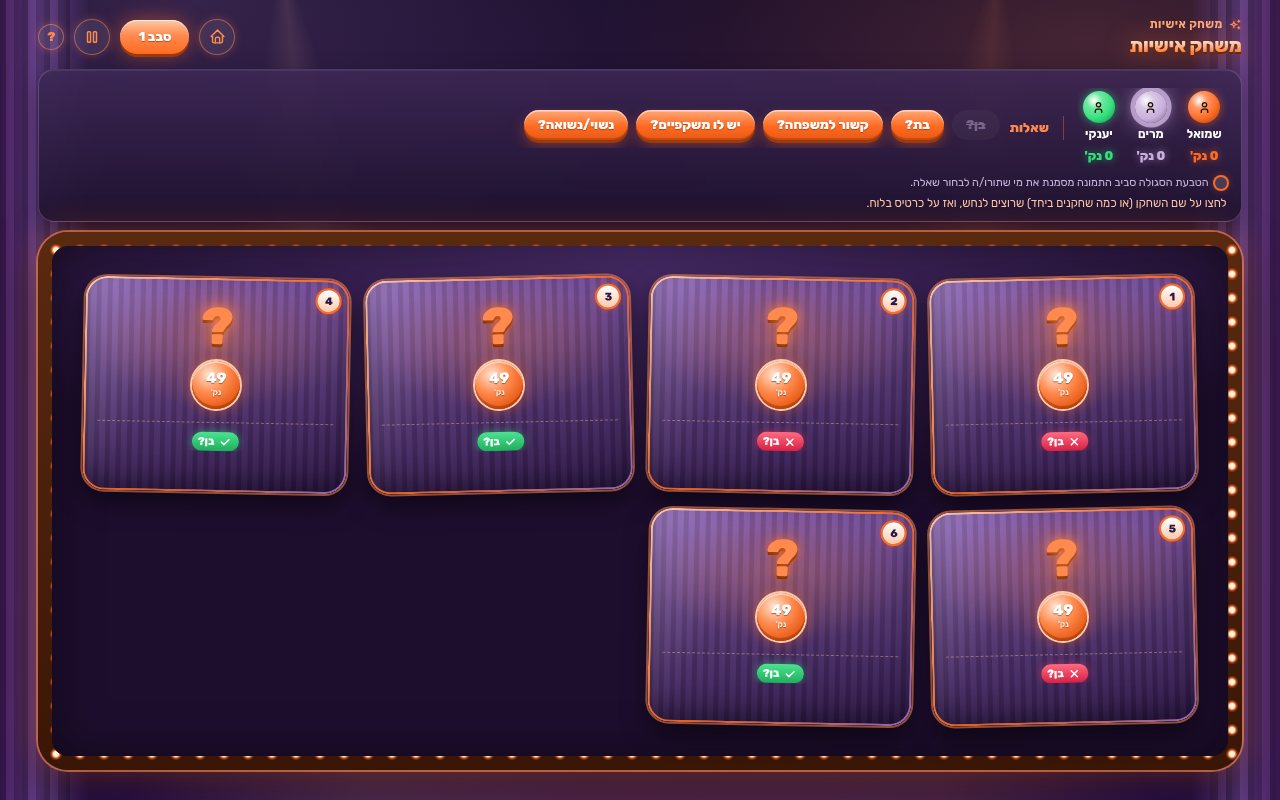 משחק אישיות
משחק אישיות
סבב 1
?
שמואל
מרים
יענקי
0 נק'
0 נק'
0 נק'
שאלות
בן?
בת?
קשור למשפחה?
יש לו משקפיים?
נשוי/נשואה?
הטבעת הסגולה סביב התמונה מסמנת את מי שתורו/ה לבחור שאלה.
לחצו על שם השחקן (או כמה שחקנים ביחד) שרוצים לנחש, ואז על כרטיס בלוח.
1
?
49
נק'
בן?
2
?
49
נק'
בן?
3
?
49
נק'
בן?
4
?
49
נק'
בן?
5
?
49
נק'
בן?
6
?
49
נק'
בן?